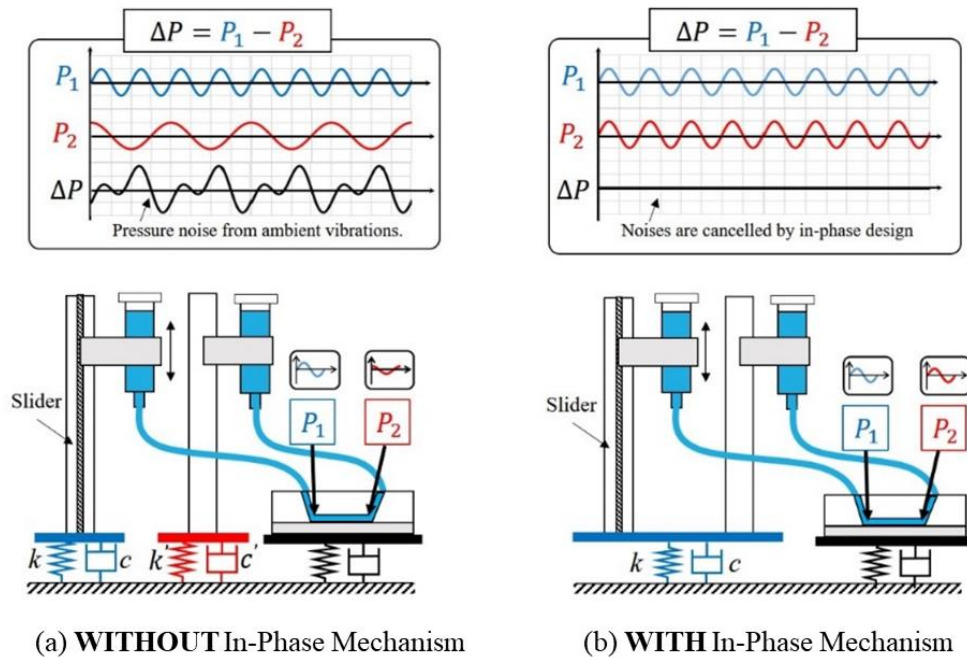 ΔP = P₁ − P₂
P₁
P₂
ΔP
Pressure noise from ambient vibrations.
Slider
P₁
P₂
k
c
k'
c'
(a) WITHOUT In-Phase Mechanism
ΔP = P₁ − P₂
P₁
P₂
ΔP
Noises are cancelled by in-phase design
Slider
P₁
P₂
k
c
(b) WITH In-Phase Mechanism